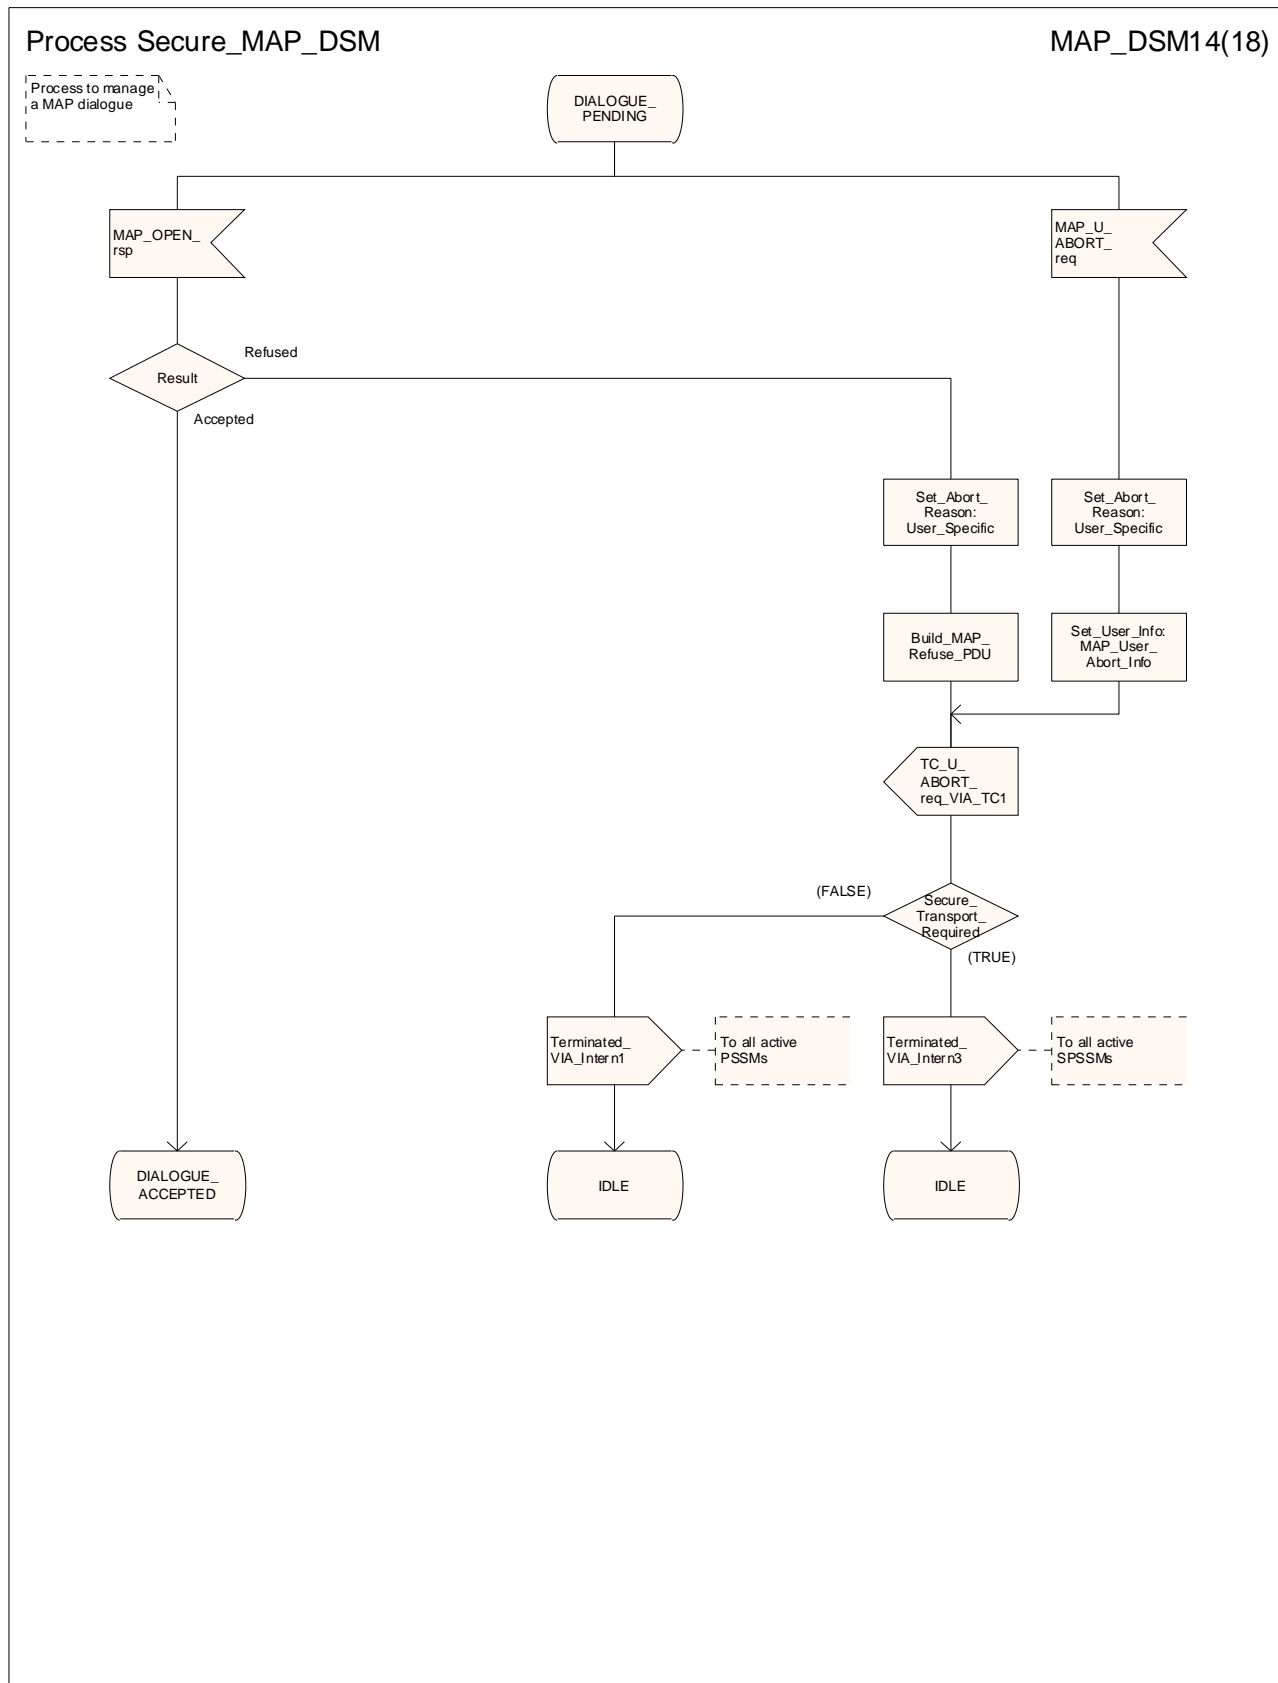 Process Secure_MAP_DSM
MAP_DSM14(18)
Process to manage
a MAP dialogue
DIALOGUE_
PENDING
MAP_OPEN_
rsp
MAP_U_
ABORT_
req
Result
Refused
Accepted
Set_Abort_
Reason:
User_Specific
Set_Abort_
Reason:
User_Specific
Build_MAP_
Refuse_PDU
Set_User_Info:
MAP_User_
Abort_Info
TC_U_
ABORT_
req_VIA_TC1
(FALSE)
Secure_
Transport_
Required
(TRUE)
Terminated_
VIA_Intern1
To all active
PSSMs
Terminated_
VIA_Intern3
To all active
SPSSMs
DIALOGUE_
ACCEPTED
IDLE
IDLE